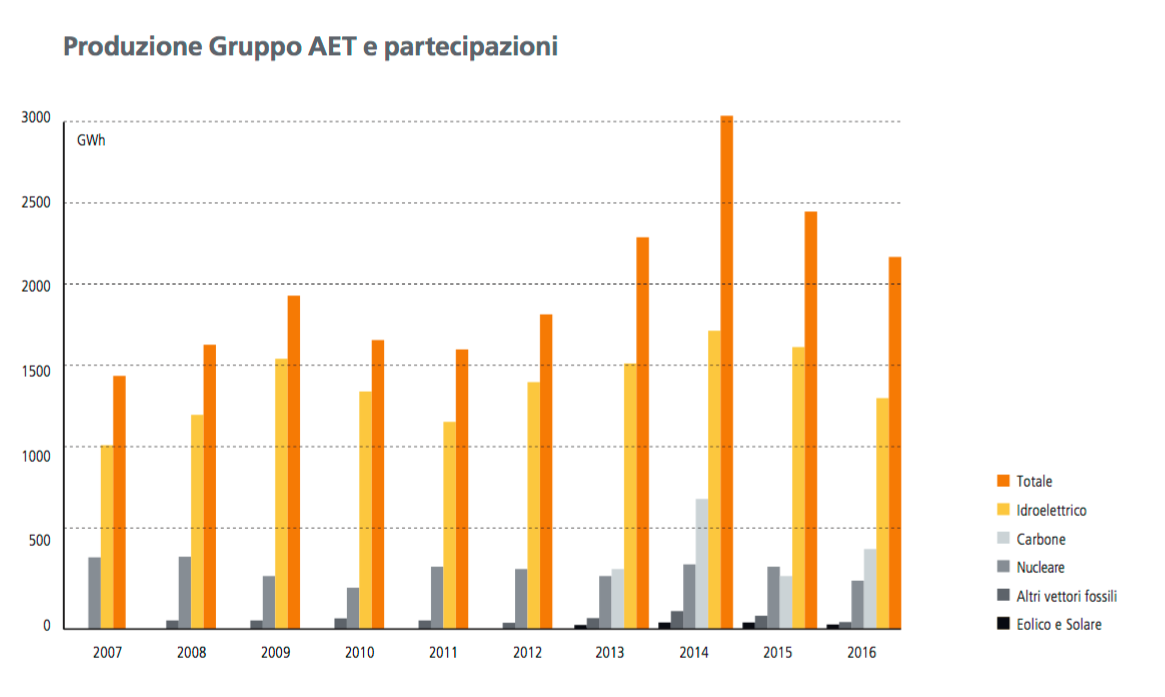 Produzione Gruppo AET e partecipazioni
3000
GWh
2500
2000
1500
1000
500
0
2007 2008 2009 2010 2011 2012 2013 2014 2015 2016
Totale
Idroelettrico
Carbone
Nucleare
Altri vettori fossili
Eolico e Solare